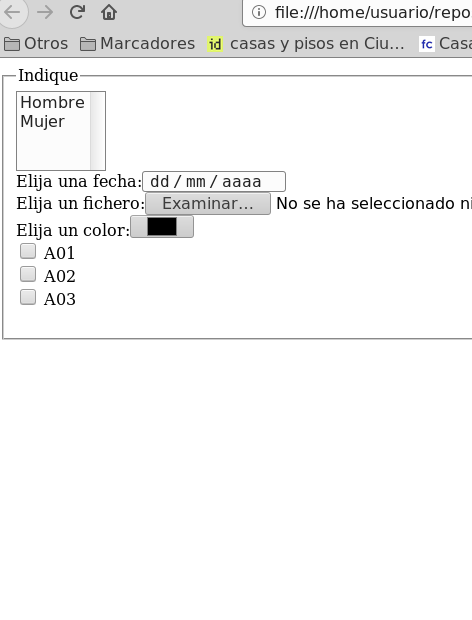 file:///home/usuario/repo
Otros Marcadores id casas y pisos en Ciu… fc Casa
Indique
Hombre
Mujer
Elija una fecha: dd / mm / aaaa
Elija un fichero: Examinar… No se ha seleccionado ni
Elija un color:
A01
A02
A03